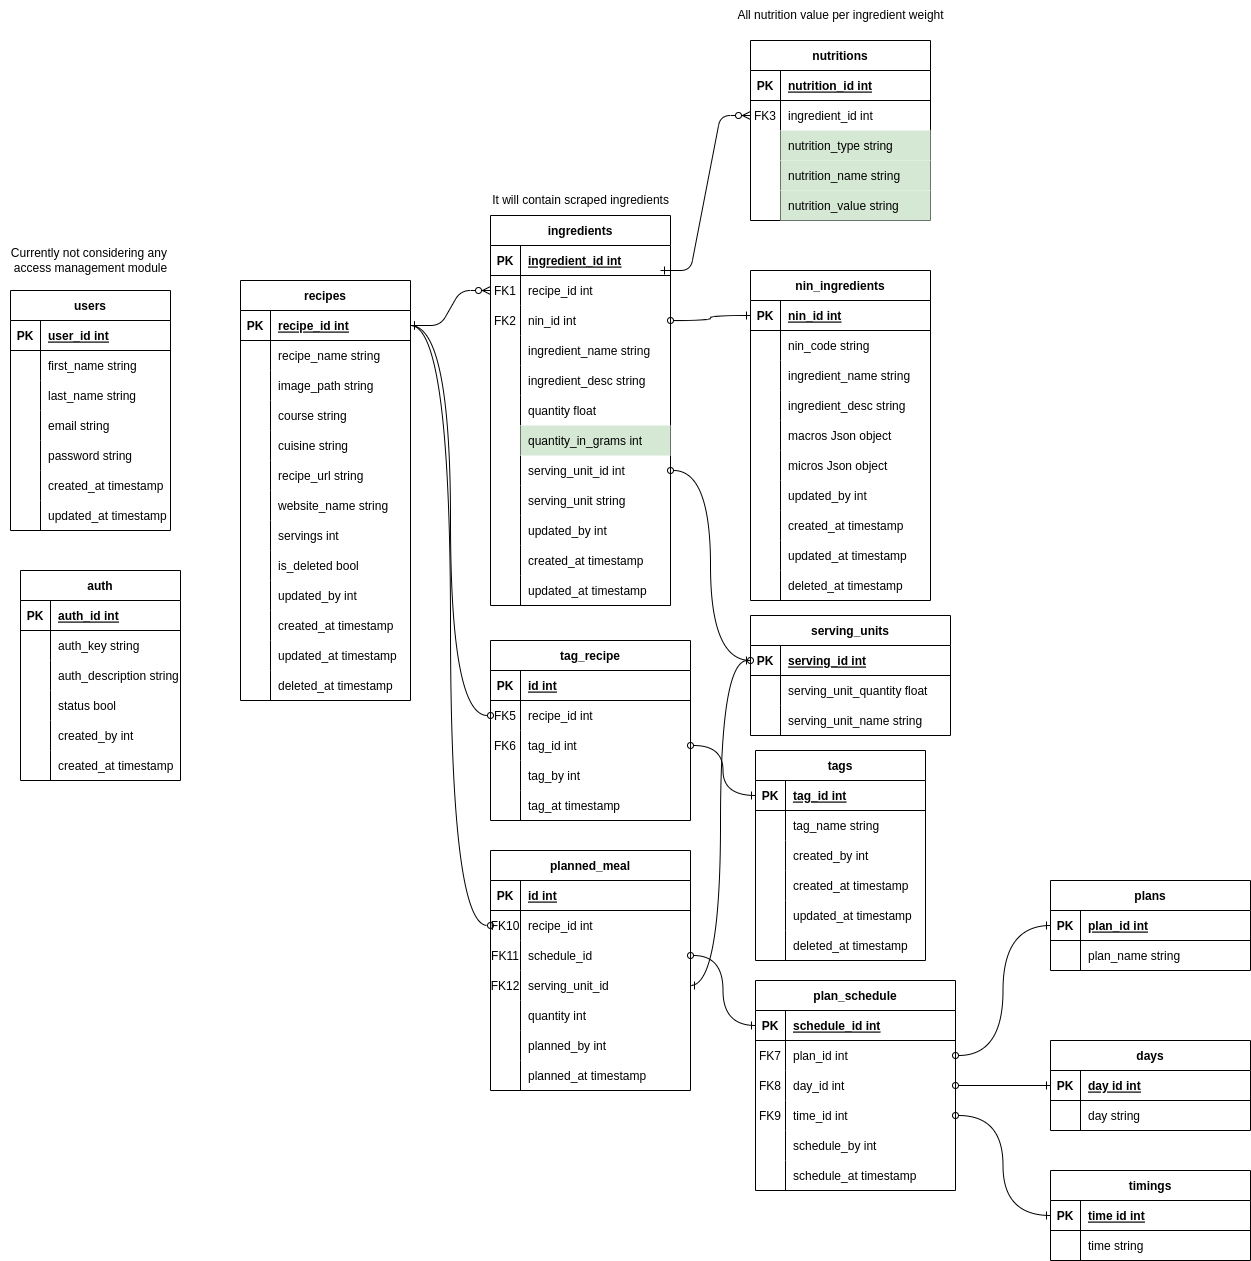 All nutrition value per ingredient weight
nutritions
PK nutrition_id int
FK3 ingredient_id int
nutrition_type string
nutrition_name string
nutrition_value string
It will contain scraped ingredients
ingredients
PK ingredient_id int
FK1 recipe_id int
FK2 nin_id int
ingredient_name string
ingredient_desc string
quantity float
quantity_in_grams int
serving_unit_id int
serving_unit string
updated_by int
created_at timestamp
updated_at timestamp
Currently not considering any
access management module
users
PK user_id int
first_name string
last_name string
email string
password string
created_at timestamp
updated_at timestamp
auth
PK auth_id int
auth_key string
auth_description string
status bool
created_by int
created_at timestamp
recipes
PK recipe_id int
recipe_name string
image_path string
course string
cuisine string
recipe_url string
website_name string
servings int
is_deleted bool
updated_by int
created_at timestamp
updated_at timestamp
deleted_at timestamp
nin_ingredients
PK nin_id int
nin_code string
ingredient_name string
ingredient_desc string
macros Json object
micros Json object
updated_by int
created_at timestamp
updated_at timestamp
deleted_at timestamp
serving_units
PK serving_id int
serving_unit_quantity float
serving_unit_name string
tag_recipe
PK id int
FK5 recipe_id int
FK6 tag_id int
tag_by int
tag_at timestamp
tags
PK tag_id int
tag_name string
created_by int
created_at timestamp
updated_at timestamp
deleted_at timestamp
planned_meal
PK id int
FK10 recipe_id int
FK11 schedule_id
FK12 serving_unit_id
quantity int
planned_by int
planned_at timestamp
plan_schedule
PK schedule_id int
FK7 plan_id int
FK8 day_id int
FK9 time_id int
schedule_by int
schedule_at timestamp
plans
PK plan_id int
plan_name string
days
PK day id int
day string
timings
PK time id int
time string